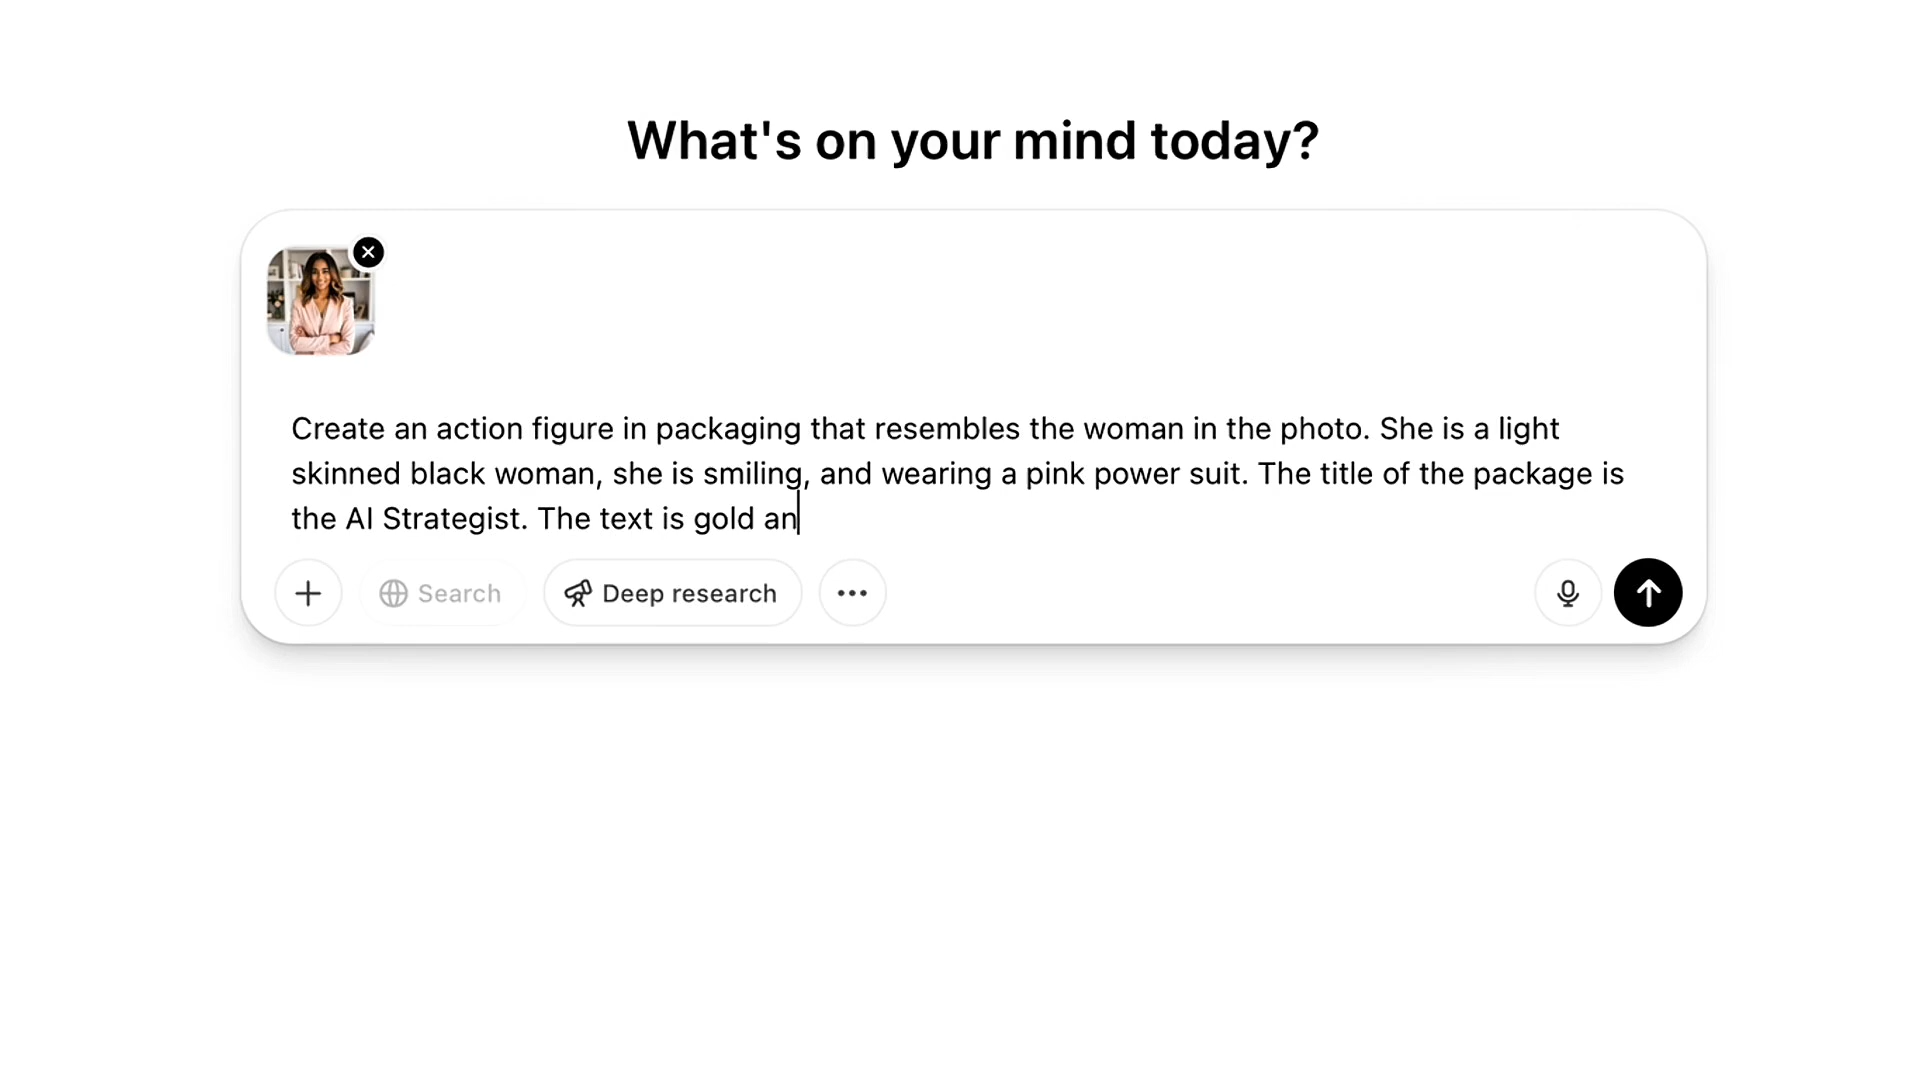 What's on your mind today?
Create an action figure in packaging that resembles the woman in the photo. She is a light
skinned black woman, she is smiling, and wearing a pink power suit. The title of the package is
the AI Strategist. The text is gold an
Search
Deep research